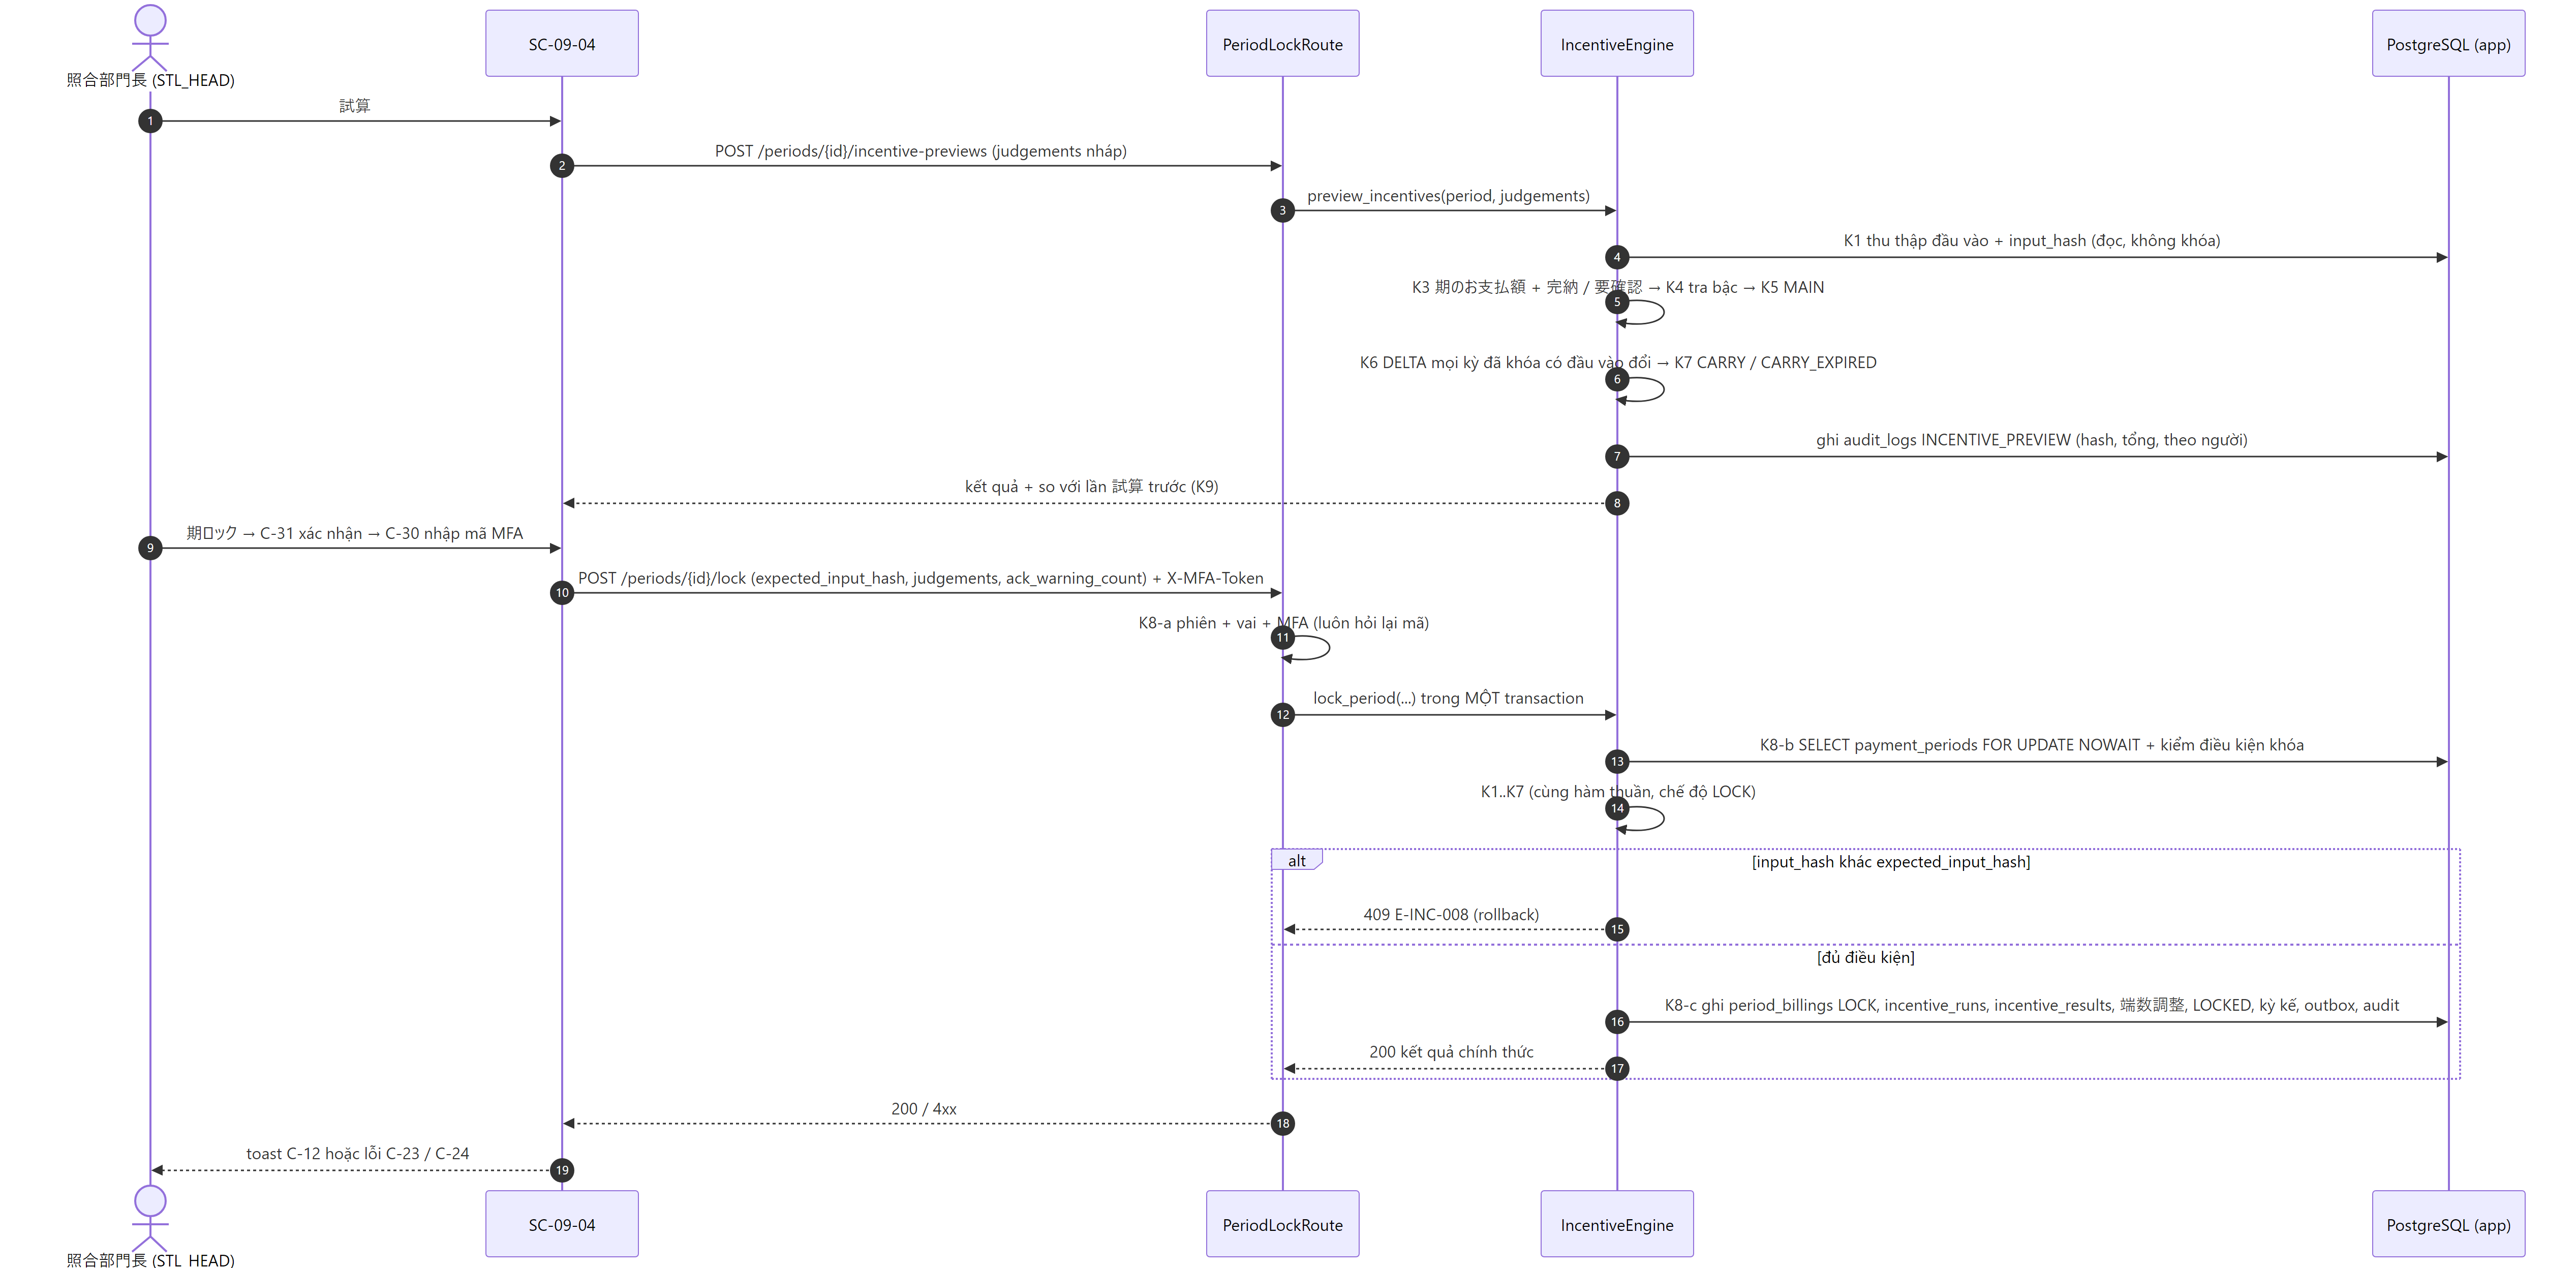 照合部門長 (STL_HEAD)
SC-09-04
PeriodLockRoute
IncentiveEngine
PostgreSQL (app)
試算
1
POST /periods/{id}/incentive-previews (judgements nháp)
2
preview_incentives(period, judgements)
3
K1 thu thập đầu vào + input_hash (đọc, không khóa)
4
K3 期のお支払額 + 完納 / 要確認 → K4 tra bậc → K5 MAIN
5
K6 DELTA mọi kỳ đã khóa có đầu vào đổi → K7 CARRY / CARRY_EXPIRED
6
ghi audit_logs INCENTIVE_PREVIEW (hash, tổng, theo người)
7
kết quả + so với lần 試算 trước (K9)
8
期ロック → C-31 xác nhận → C-30 nhập mã MFA
9
POST /periods/{id}/lock (expected_input_hash, judgements, ack_warning_count) + X-MFA-Token
10
K8-a phiên + vai + MFA (luôn hỏi lại mã)
11
lock_period(...) trong MỘT transaction
12
K8-b SELECT payment_periods FOR UPDATE NOWAIT + kiểm điều kiện khóa
13
K1..K7 (cùng hàm thuần, chế độ LOCK)
14
alt
[input_hash khác expected_input_hash]
409 E-INC-008 (rollback)
15
[đủ điều kiện]
K8-c ghi period_billings LOCK, incentive_runs, incentive_results, 端数調整, LOCKED, kỳ kế, outbox, audit
16
200 kết quả chính thức
17
200 / 4xx
18
toast C-12 hoặc lỗi C-23 / C-24
19
照合部門長 (STL_HEAD)
SC-09-04
PeriodLockRoute
IncentiveEngine
PostgreSQL (app)